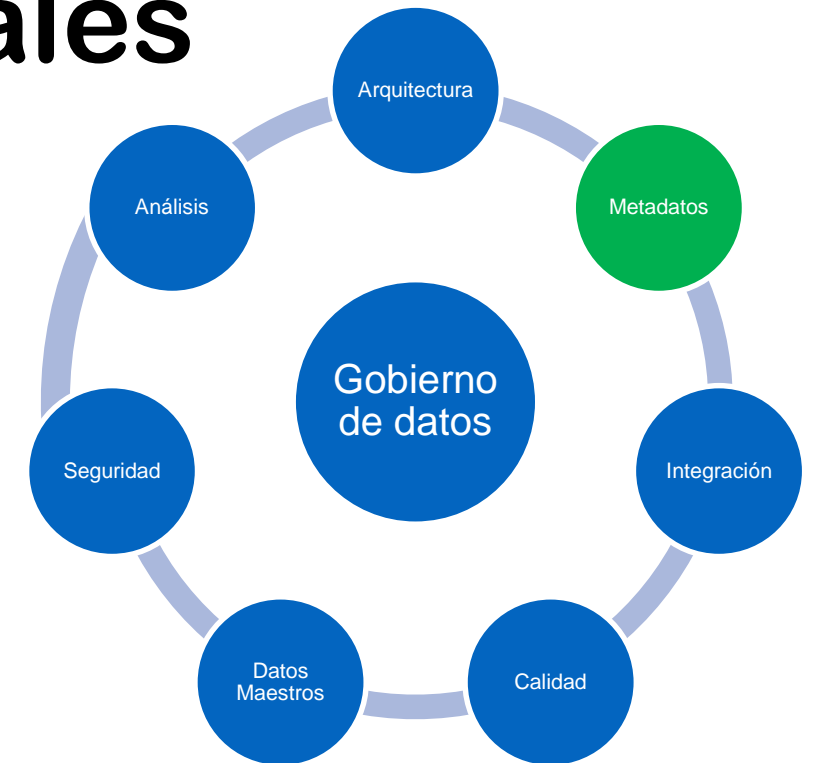 ales
Arquitectura
Metadatos
Integración
Calidad
Datos
Maestros
Seguridad
Análisis
Gobierno
de datos